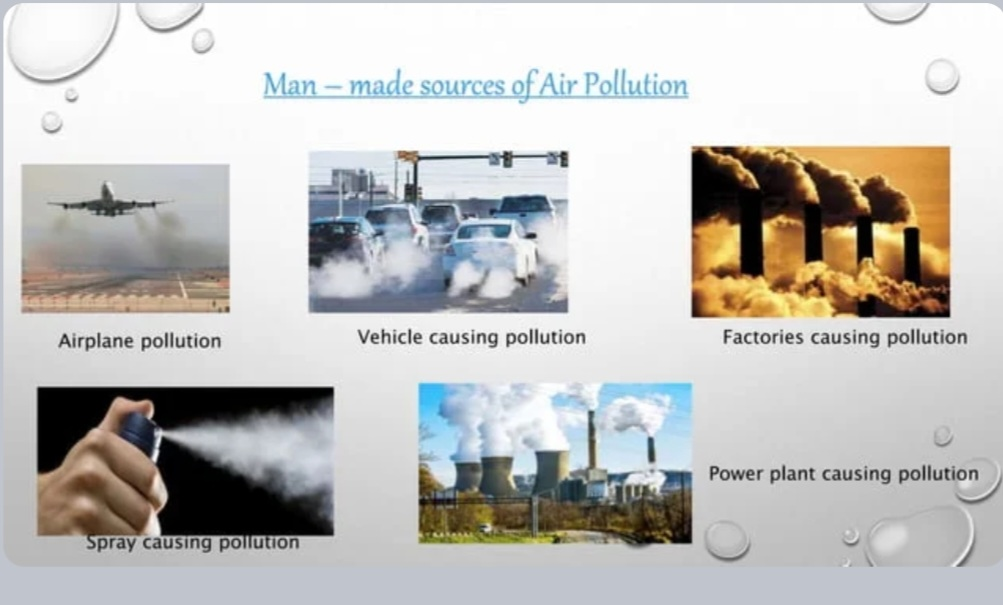 Man – made sources of Air Pollution
Airplane pollution
Vehicle causing pollution
Factories causing pollution
Spray causing pollution
Power plant causing pollution